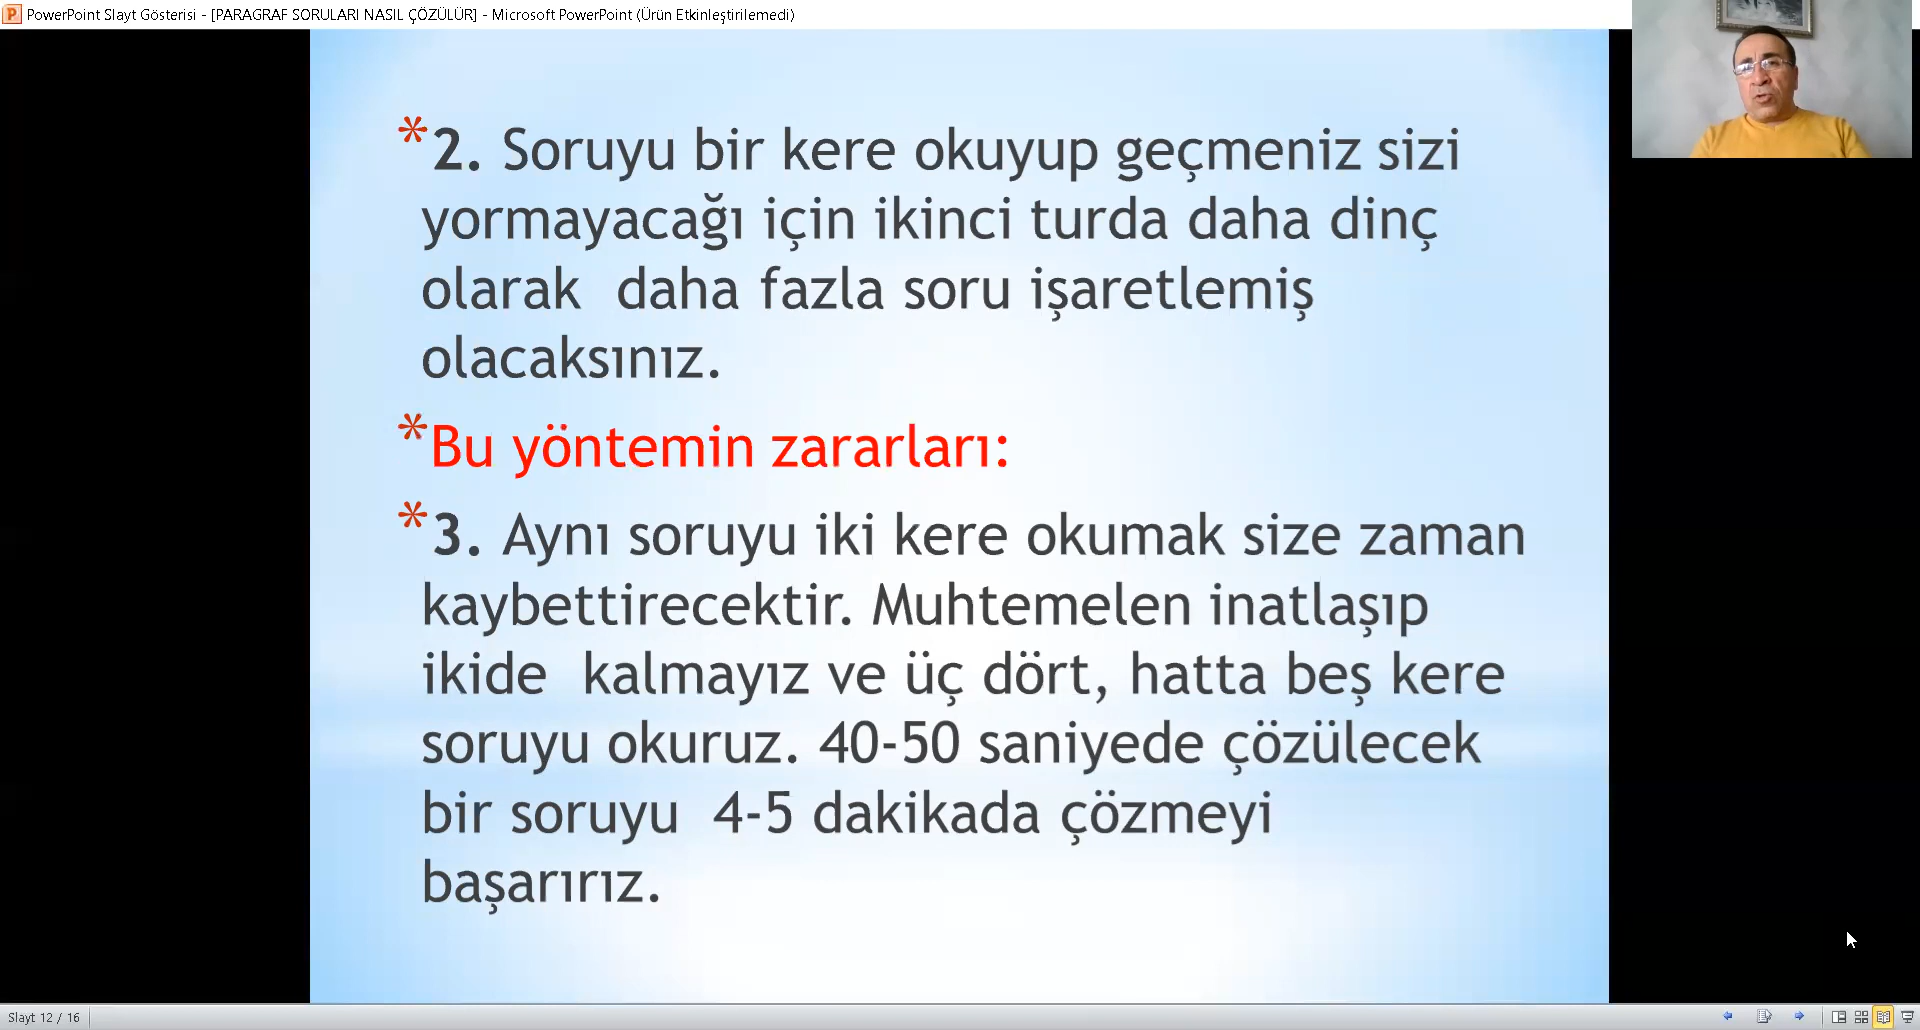 PowerPoint Slayt Gösterisi - [PARAGRAF SORULARI NASIL ÇÖZÜLÜR] - Microsoft PowerPoint (Ürün Etkinleştirilemedi)
*2. Soruyu bir kere okuyup geçmeniz sizi
yormayacağı için ikinci turda daha dinç
olarak  daha fazla soru işaretlemiş
olacaksınız.
*Bu yöntemin zararları:
*3. Aynı soruyu iki kere okumak size zaman
kaybettirecektir. Muhtemelen inatlaşıp
ikide  kalmayız ve üç dört, hatta beş kere
soruyu okuruz. 40-50 saniyede çözülecek
bir soruyu  4-5 dakikada çözmeyi
başarırız.
Slayt 12 / 16